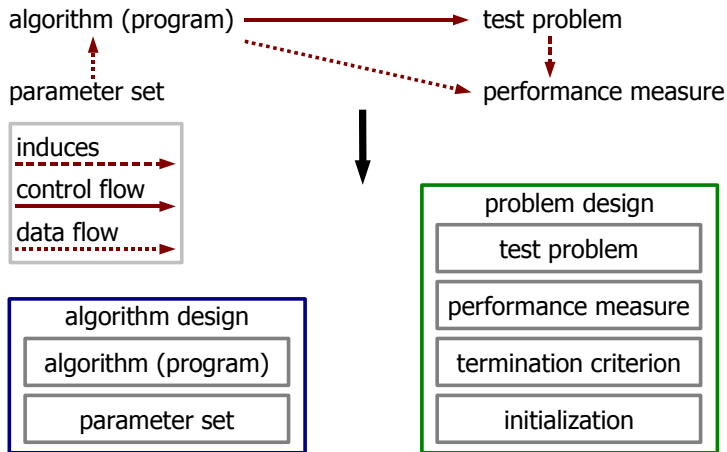 algorithm (program)
test problem
parameter set
performance measure
induces
control flow
data flow
algorithm design
algorithm (program)
parameter set
problem design
test problem
performance measure
termination criterion
initialization